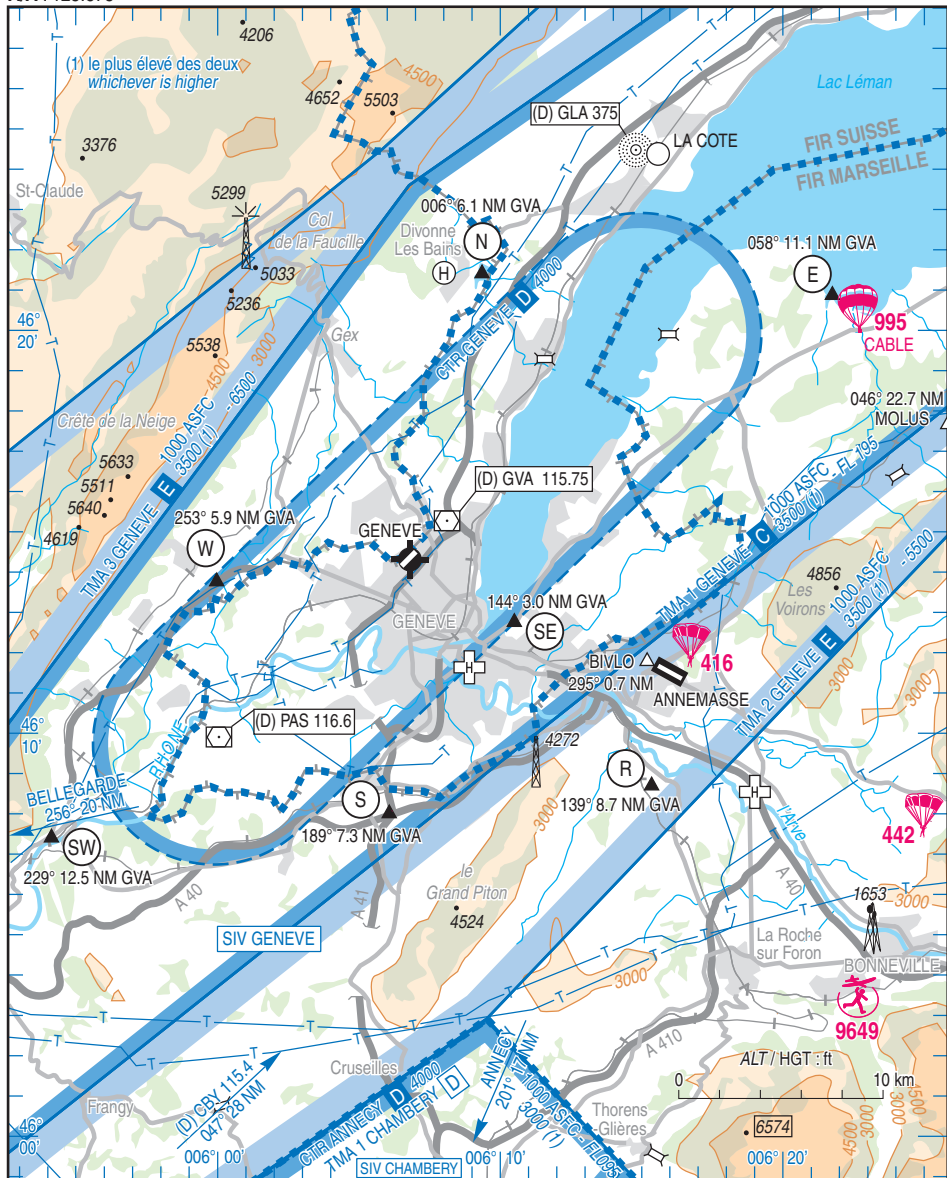 4206
(1) le plus élevé des deux
whichever is higher
4652
5503
4500
Lac Léman
(D) GLA 375
LA COTE
FIR SUISSE
FIR MARSEILLE
3376
St-Claude
5299
006° 6.1 NM GVA
Col
de la Faucille
Divonne
Les Bains
N
H
058° 11.1 NM GVA
E
5033
5236
CTR GENEVE D 4000
995
CABLE
46
20'
Gex
5538
4500
3000
046° 22.7 NM
MOLUS
Crête de la Neige
5633
5511
5640
4619
TMA 3 GENEVE E 1000 ASFC - 6500
3500 (1)
253° 5.9 NM GVA
W
(D) GVA 115.75
GENEVE
TMA 1 GENEVE C 1000 ASFC - FL 195
3500 (1)
4856
Les
Voirons
1000 ASFC - 5500
3500 (1)
TMA 2 GENEVE E
144° 3.0 NM GVA
SE
GENEVE
H
BIVLO
295° 0.7 NM
416
ANNEMASSE
3000
3000
3000
46
10'
(D) PAS 116.6
RHONE
BELLEGARDE
256° 20 NM
4272
R
139° 8.7 NM GVA
H
l'Arve
442
S
189° 7.3 NM GVA
SW
229° 12.5 NM GVA
A 40
A 41
3000
le
Grand Piton
4524
A 40
1653
3000
SIV GENEVE
La Roche
sur Foron
BONNEVILLE
3000
9649
A 410
ALT / HGT : ft
0
10 km
Cruseilles
(D) CBY 115.4
047° 28 NM
Frangy
CTR ANNECY D 4000
TMA 1 CHAMBERY D
ANNECY
201° 17 NM
1000 ASFC - FL095
3000 (1)
Thorens
-Glières
6574
4500
3000
3000
4500
46
00'
006° 00'
SIV CHAMBERY
006° 10'
006° 20'